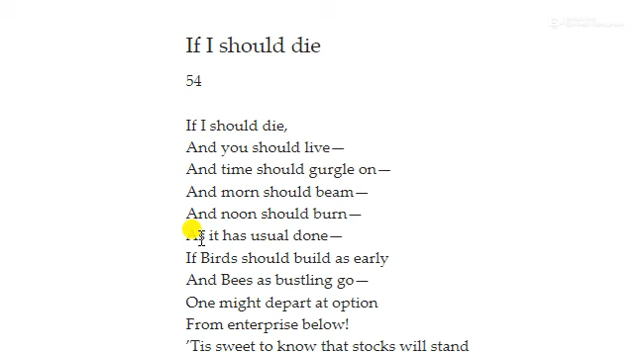 If I should die
54
If I should die,
And you should live—
And time should gurgle on—
And morn should beam—
And noon should burn—
As it has usual done—
If Birds should build as early
And Bees as bustling go—
One might depart at option
From enterprise below!
’Tis sweet to know that stocks will stand